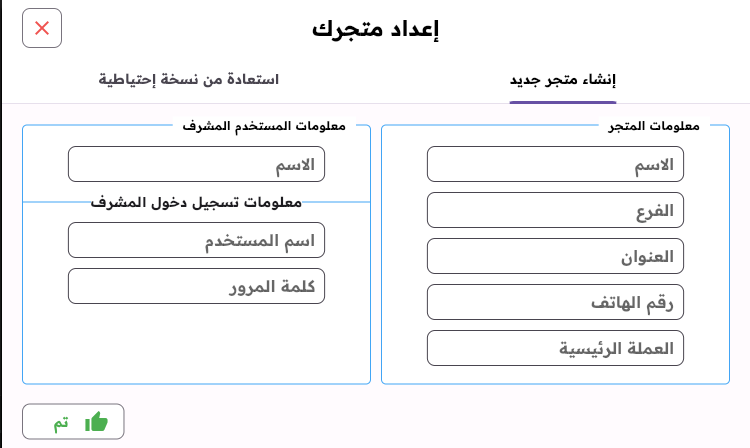 إعداد متجرك
إنشاء متجر جديد
استعادة من نسخة إحتياطية
معلومات المتجر
الاسم
الفرع
العنوان
رقم الهاتف
العملة الرئيسية
معلومات المستخدم المشرف
الاسم
معلومات تسجيل دخول المشرف
اسم المستخدم
كلمة المرور
تم